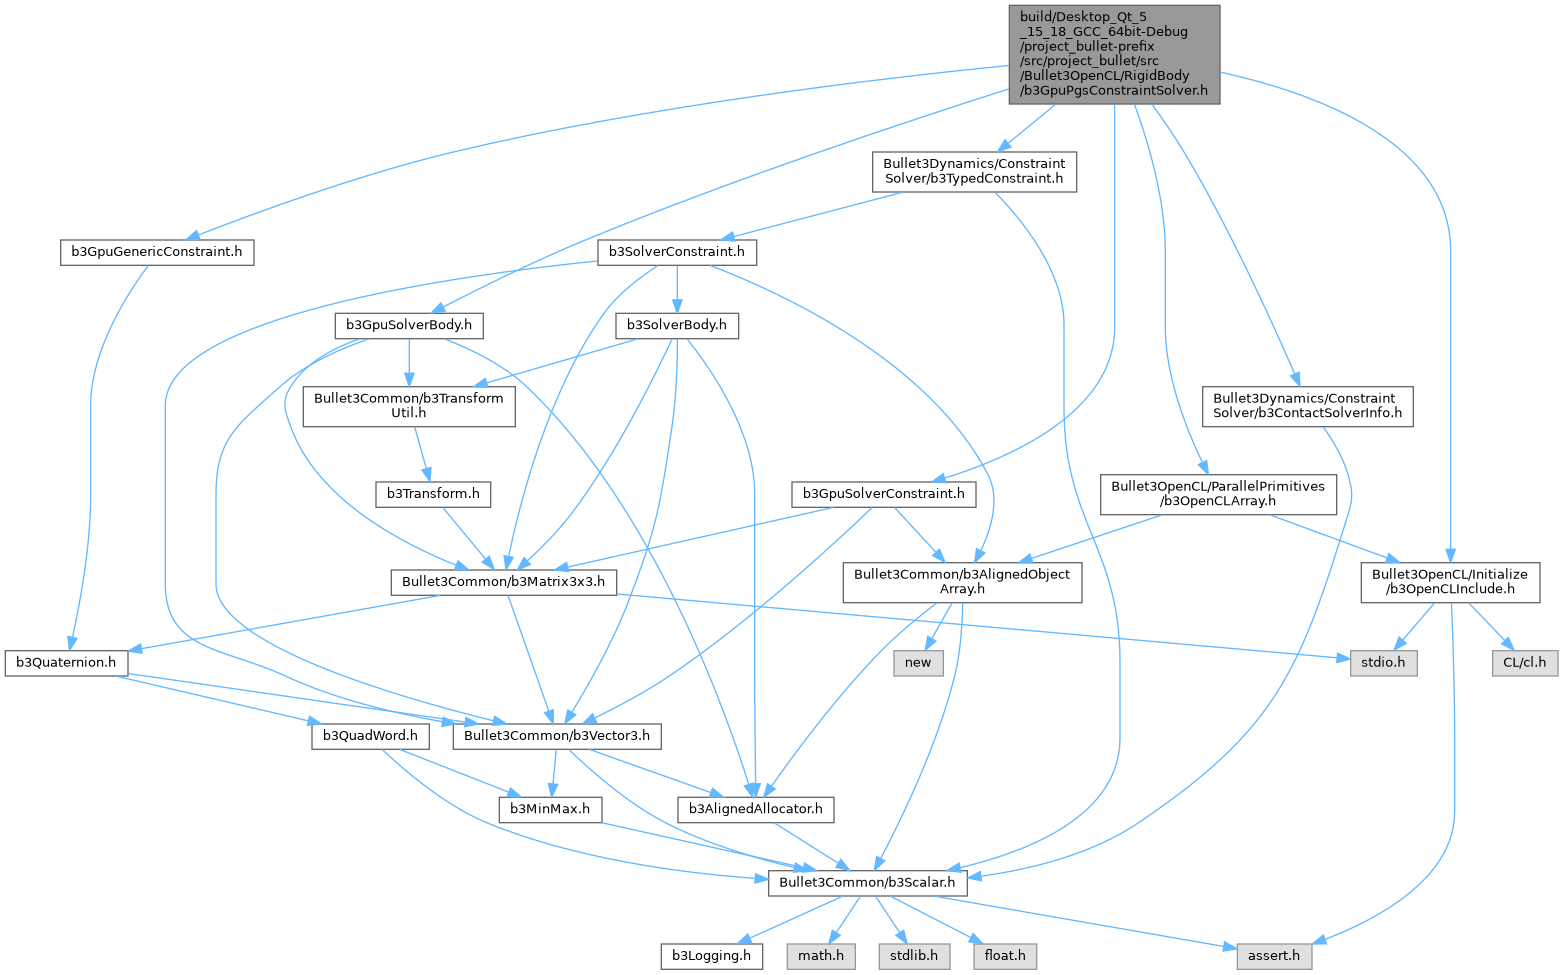 build/Desktop_Qt_5
_15_18_GCC_64bit-Debug
/project_bullet-prefix
/src/project_bullet/src
/Bullet3OpenCL/RigidBody
/b3GpuPgsConstraintSolver.h
Bullet3Dynamics/Constraint
Solver/b3TypedConstraint.h
b3GpuGenericConstraint.h
b3SolverConstraint.h
b3GpuSolverBody.h
b3SolverBody.h
Bullet3Common/b3Transform
Util.h
Bullet3Dynamics/Constraint
Solver/b3ContactSolverInfo.h
b3Transform.h
b3GpuSolverConstraint.h
Bullet3OpenCL/ParallelPrimitives
/b3OpenCLArray.h
Bullet3Common/b3Matrix3x3.h
Bullet3Common/b3AlignedObject
Array.h
Bullet3OpenCL/Initialize
/b3OpenCLInclude.h
b3Quaternion.h
new
stdio.h
CL/cl.h
b3QuadWord.h
Bullet3Common/b3Vector3.h
b3MinMax.h
b3AlignedAllocator.h
Bullet3Common/b3Scalar.h
b3Logging.h
math.h
stdlib.h
float.h
assert.h